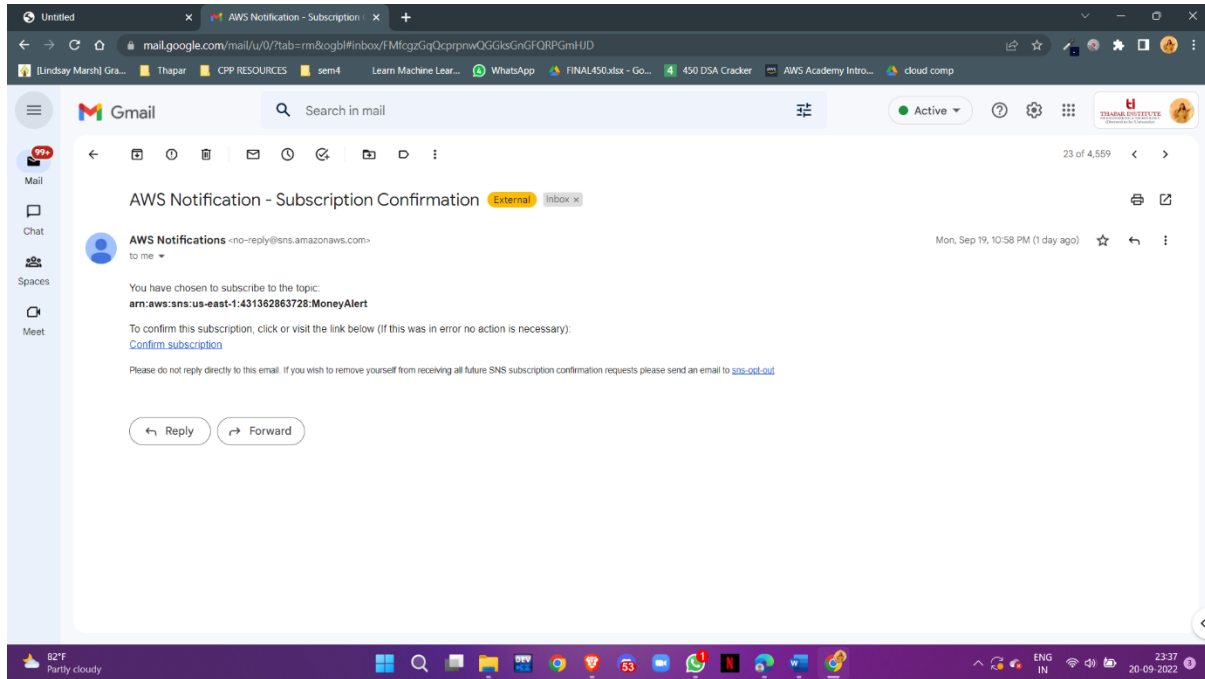 Untitled
AWS Notification - Subscription C
mail.google.com/mail/u/0/?tab=rm&ogbl#inbox/FMfcgzGqQcprpnwQGGksGnGFQRPGmHJD
[Lindsay Marsh] Gra... Thapar CPP RESOURCES sem4 Learn Machine Lear... WhatsApp FINAL450.xlsx - Go... 4 450 DSA Cracker AWS Academy Intro... cloud comp
Gmail
Search in mail
Active
THAPAR INSTITUTE
99+
Mail
Chat
Spaces
Meet
23 of 4,559
AWS Notification - Subscription Confirmation External Inbox x
AWS Notifications <no-reply@sns.amazonaws.com>
Mon, Sep 19, 10:58 PM (1 day ago)
to me
You have chosen to subscribe to the topic:
arn:aws:sns:us-east-1:431362863728:MoneyAlert
To confirm this subscription, click or visit the link below (If this was in error no action is necessary):
Confirm subscription
Please do not reply directly to this email. If you wish to remove yourself from receiving all future SNS subscription confirmation requests please send an email to sns-opt-out
Reply
Forward
82°F
Partly cloudy
DEV
53
1
N
ENG
IN
23:37
20-09-2022
3